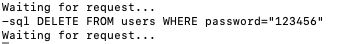 Waiting for request...
-sql DELETE FROM users WHERE password="123456"
Waiting for request...